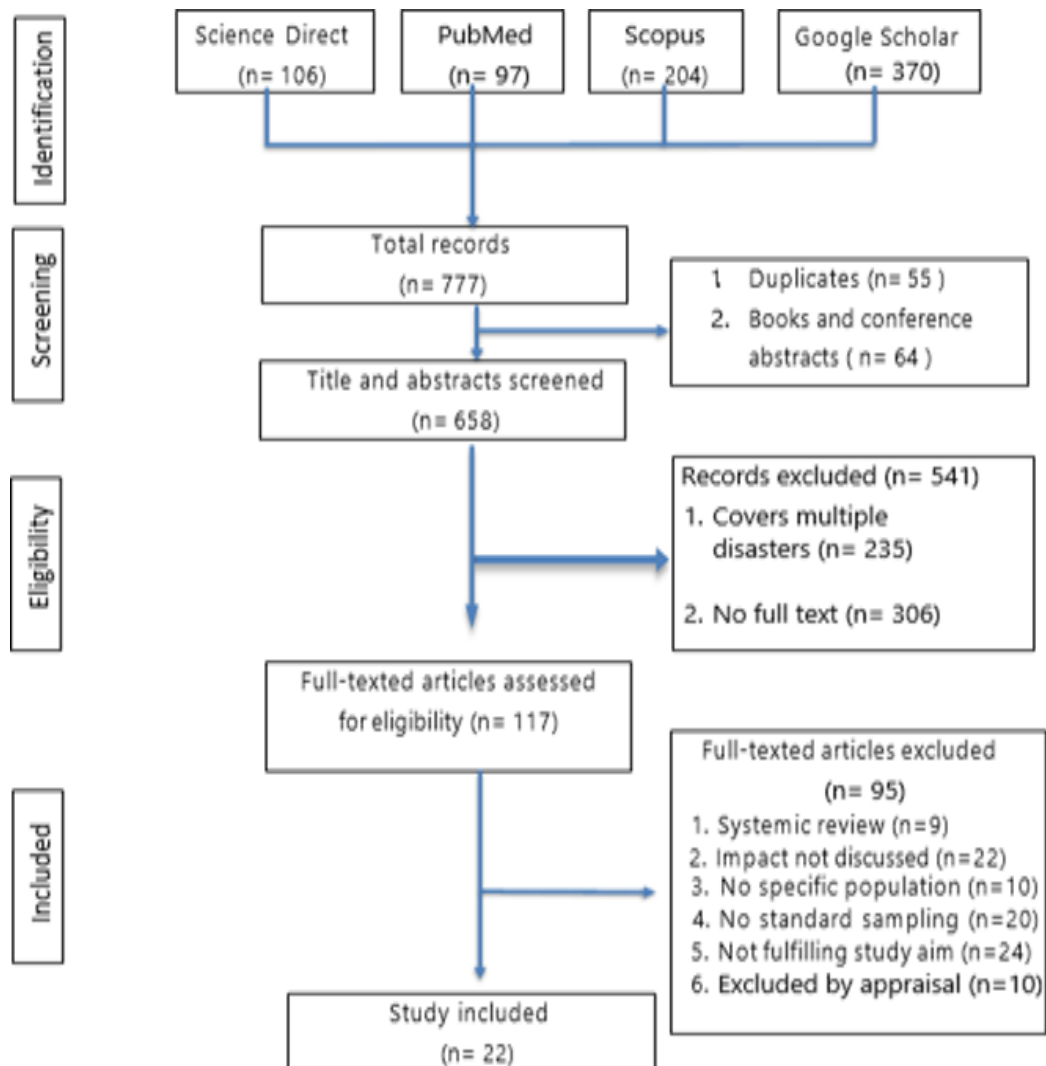 Identification
Science Direct
(n= 106)
PubMed
(n= 97)
Scopus
(n= 204)
Google Scholar
(n= 370)
Screening
Total records
(n= 777)
1. Duplicates (n= 55 )
2. Books and conference
abstracts ( n= 64 )
Title and abstracts screened
(n= 658)
Eligibility
Records excluded (n= 541)
1. Covers multiple
disasters (n= 235)
2. No full text (n= 306)
Full-texted articles assessed
for eligibility (n= 117)
Included
Full-texted articles excluded
(n= 95)
1. Systemic review (n=9)
2. Impact not discussed (n=22)
3. No specific population (n=10)
4. No standard sampling (n=20)
5. Not fulfilling study aim (n=24)
6. Excluded by appraisal (n=10)
Study included
(n= 22)